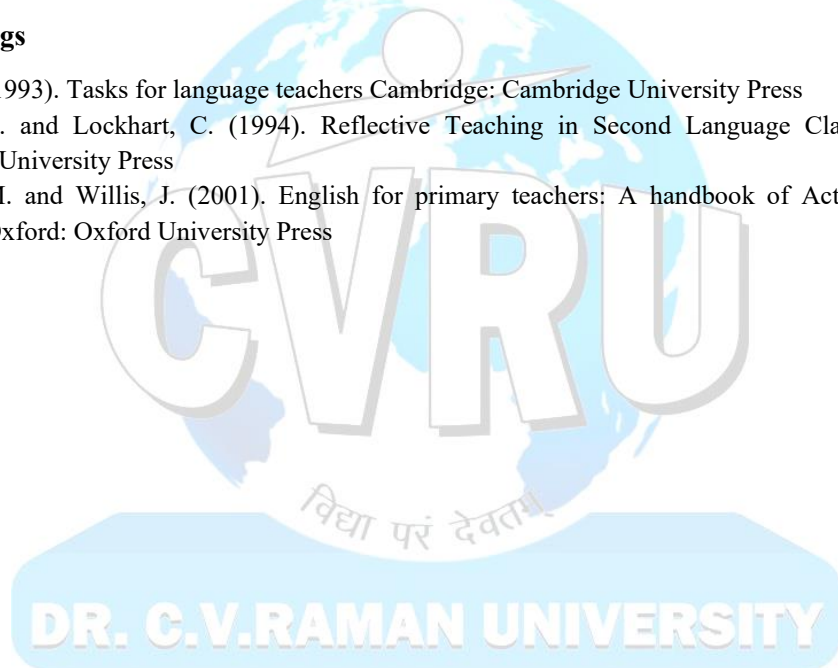 gs
1993). Tasks for language teachers Cambridge: Cambridge University Press
. and Lockhart, C. (1994). Reflective Teaching in Second Language Cla
University Press
. and Willis, J. (2001). English for primary teachers: A handbook of Act
Oxford: Oxford University Press
CVRU
विद्या परं देवतम्
DR. C.V.RAMAN UNIVERSITY